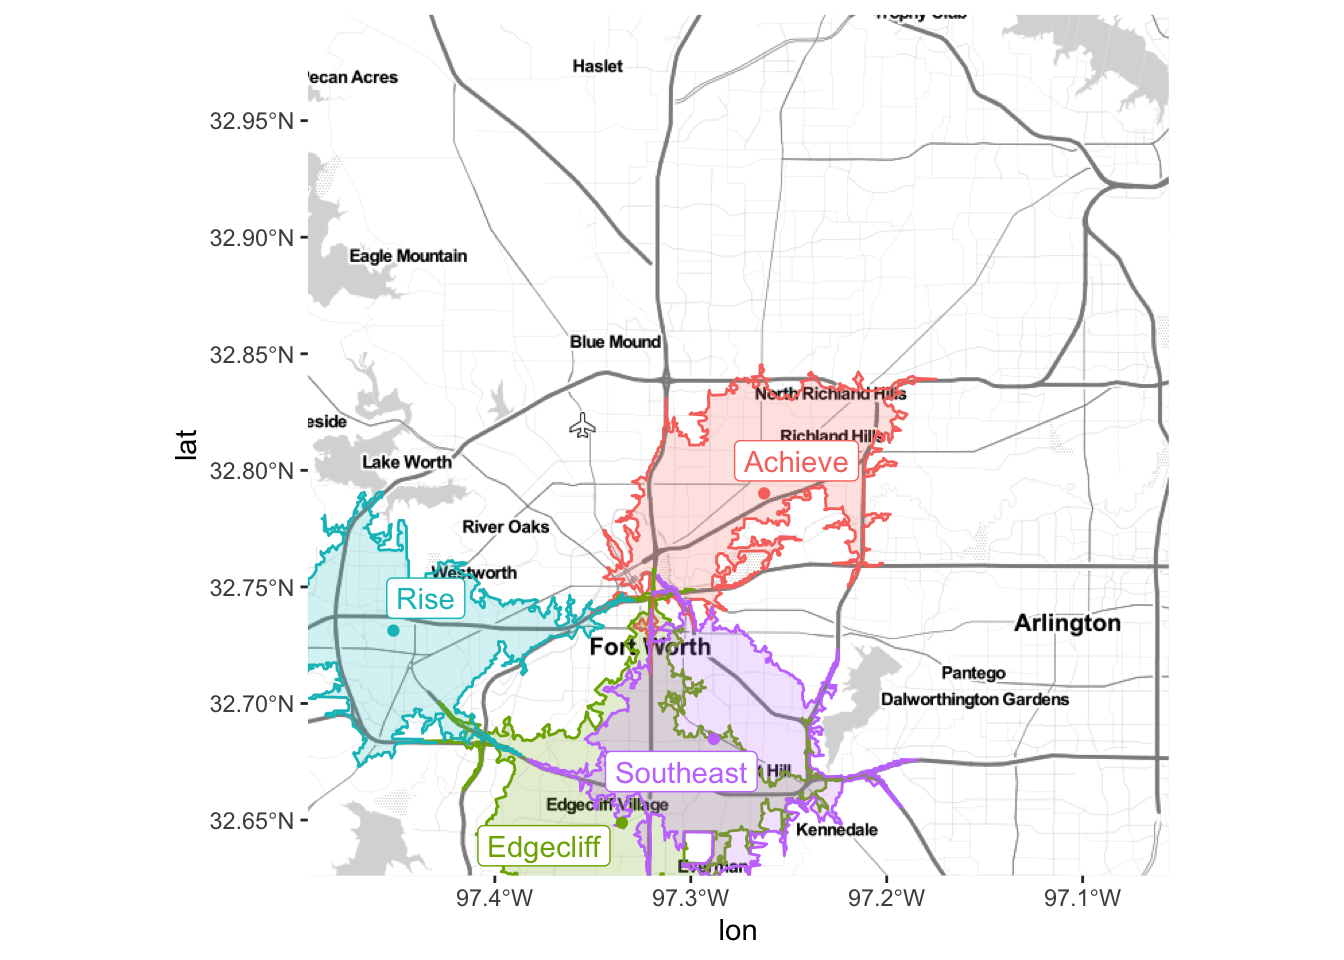 Trophy Club
Haslet
Pecan Acres
32.95°N
32.90°N
Eagle Mountain
Blue Mound
32.85°N
North Richland Hills
eside
Richland Hills
lat
Lake Worth
Achieve
32.80°N
River Oaks
Westworth
32.75°N
Rise
Arlington
Fort Worth
Pantego
32.70°N
Dalworthington Gardens
Southeast
Hill
Edgecliff Village
32.65°N
Kennedale
Edgecliff
Everman
97.4°W
97.3°W
97.2°W
97.1°W
lon